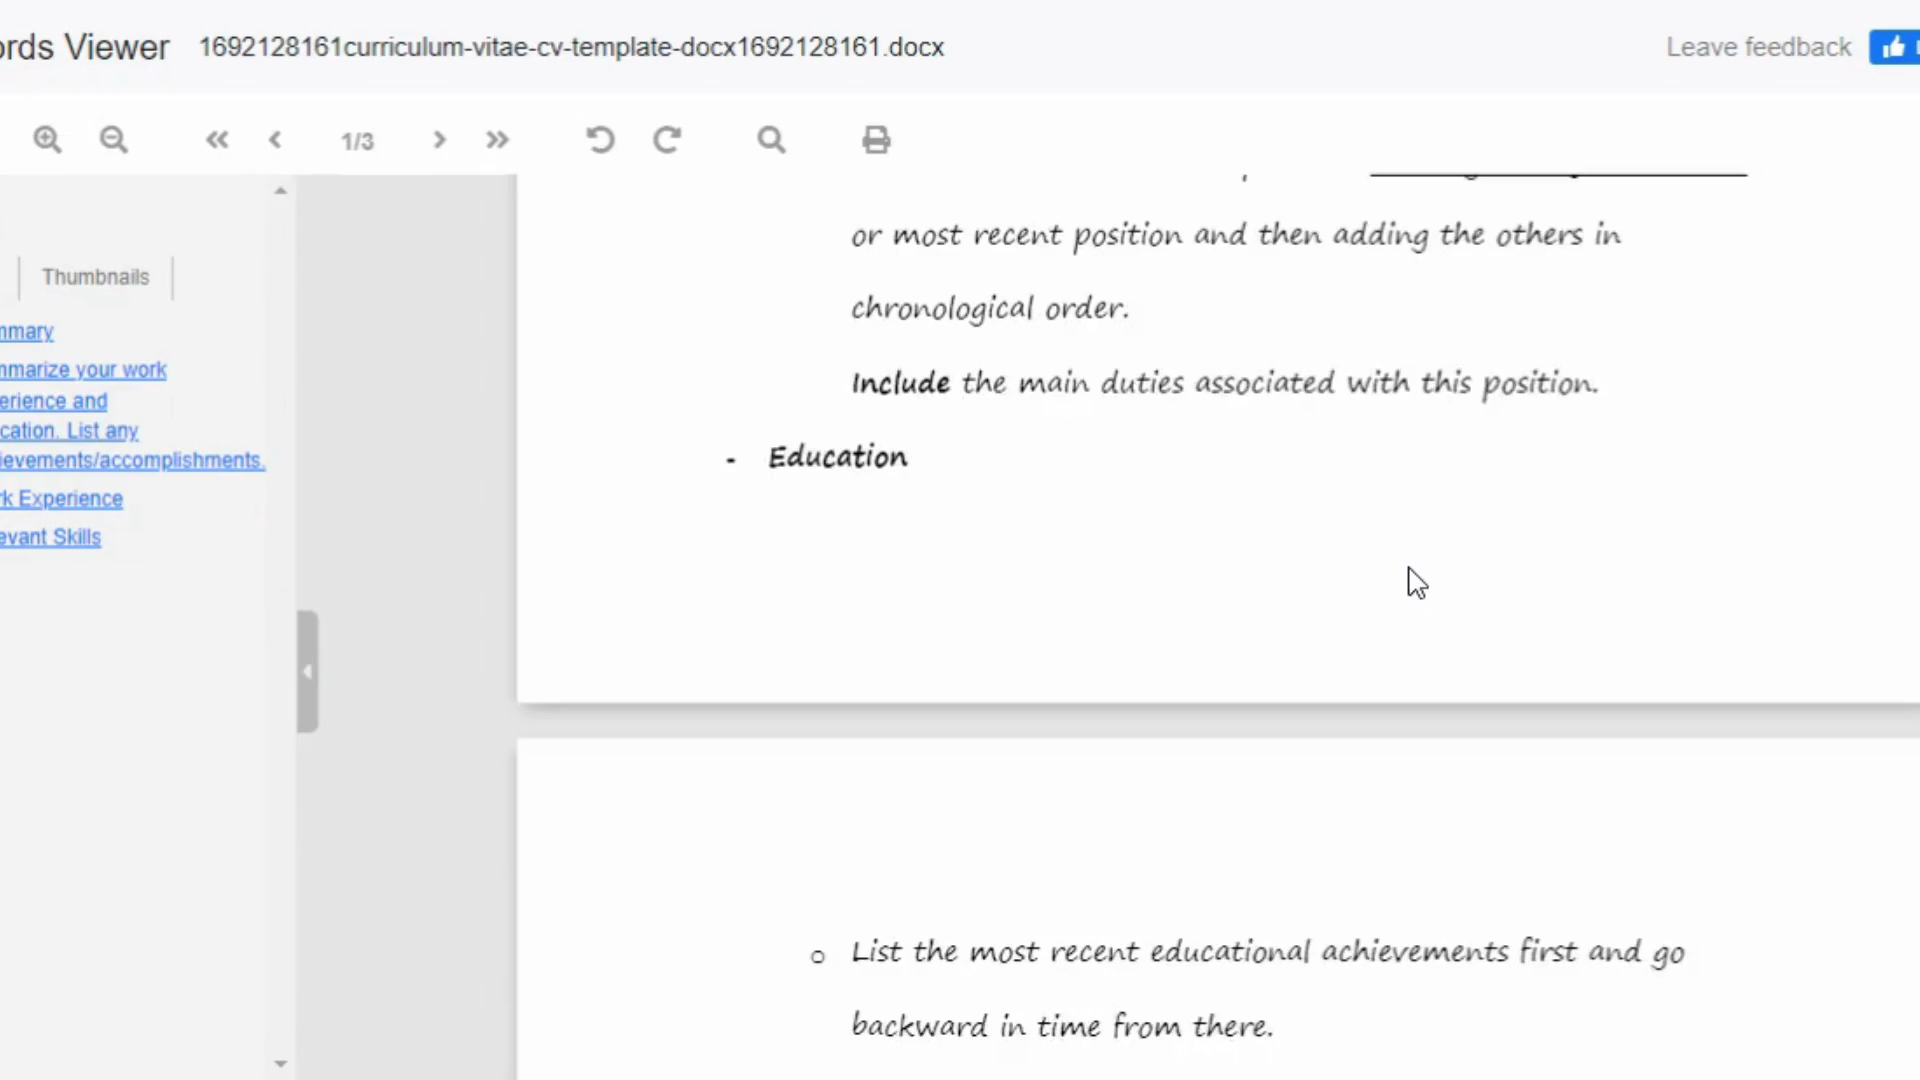 ords Viewer 1692128161curriculum-vitae-cv-template-docx1692128161.docx Leave feedback
1/3
Thumbnails
mmary
mmarize your work
erience and
cation. List any
ievements/accomplishments.
rk Experience
evant Skills
or most recent position and then adding the others in
chronological order.
Include the main duties associated with this position.
- Education
o List the most recent educational achievements first and go
backward in time from there.